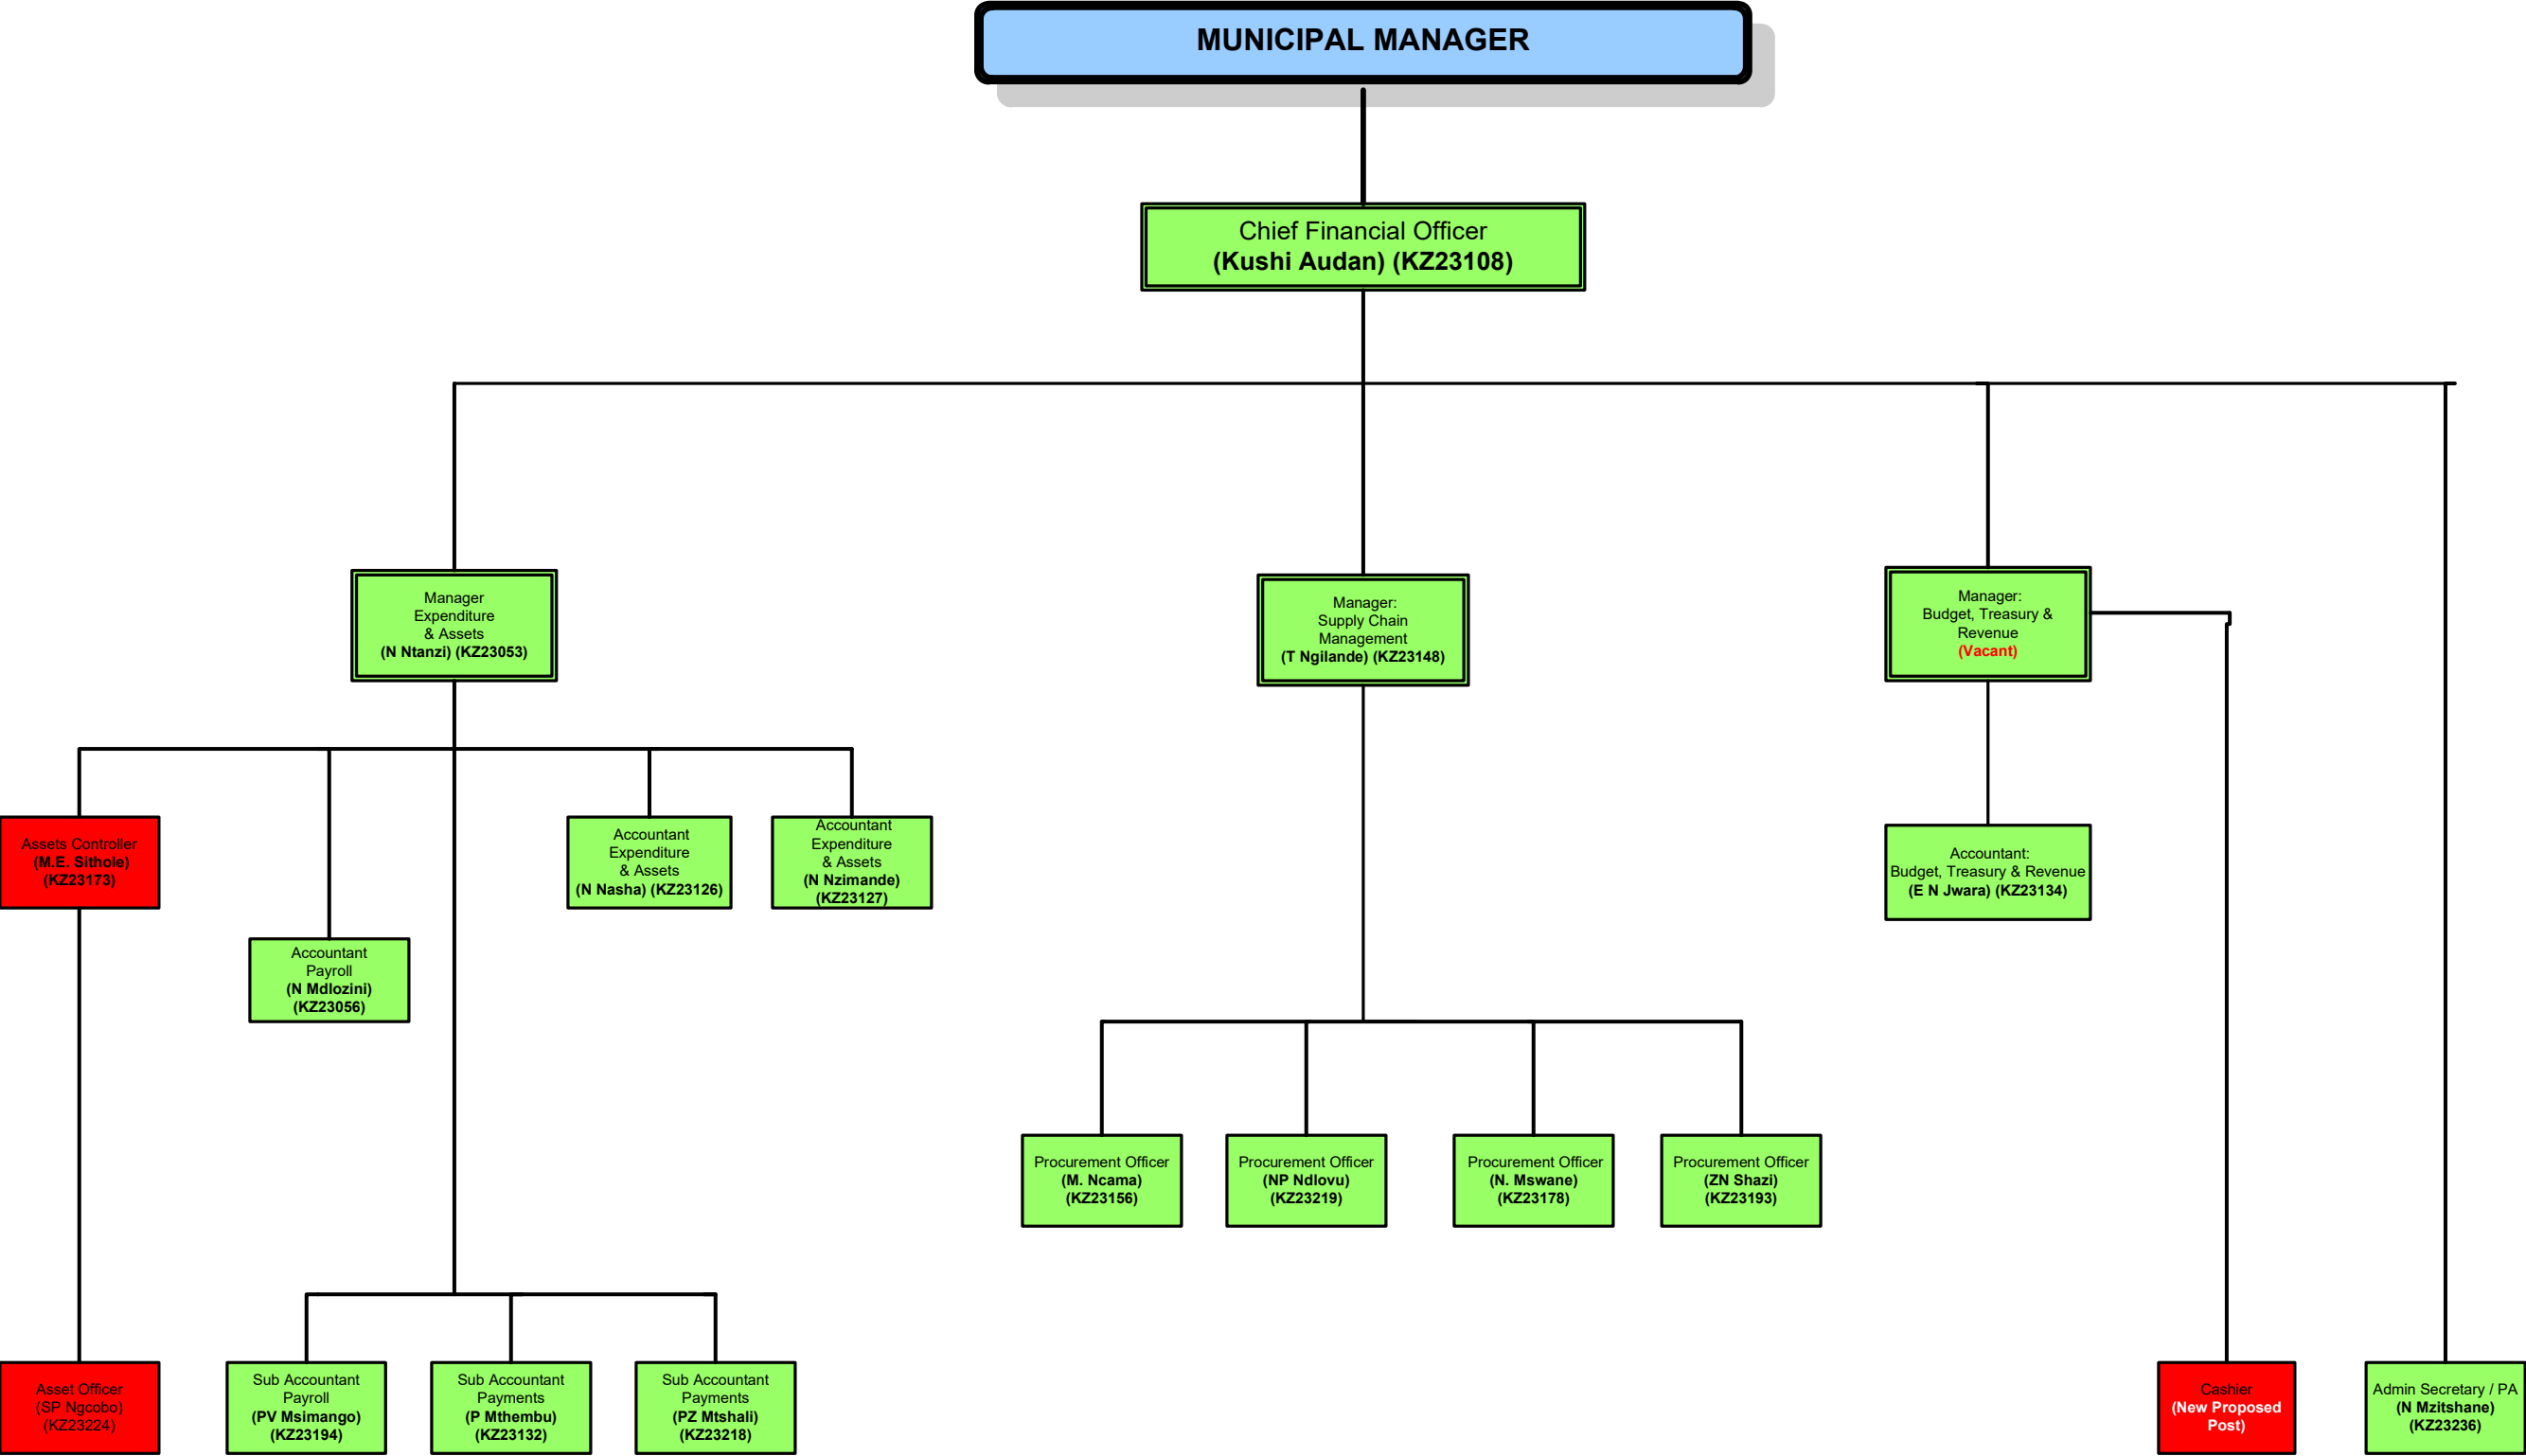 MUNICIPAL MANAGER
Chief Financial Officer
(Kushi Audan) (KZ23108)
Manager
Expenditure
& Assets
(N Ntanzi) (KZ23053)
Manager:
Supply Chain
Management
(T Ngilande) (KZ23148)
Manager:
Budget, Treasury &
Revenue
(Vacant)
Assets Controller
(M.E. Sithole)
(KZ23173)
Accountant
Expenditure
& Assets
(N Nasha) (KZ23126)
Accountant
Expenditure
& Assets
(N Nzimande)
(KZ23127)
Accountant:
Budget, Treasury & Revenue
(E N Jwara) (KZ23134)
Accountant
Payroll
(N Mdlozini)
(KZ23056)
Procurement Officer
(M. Ncama)
(KZ23156)
Procurement Officer
(NP Ndlovu)
(KZ23219)
Procurement Officer
(N. Mswane)
(KZ23178)
Procurement Officer
(ZN Shazi)
(KZ23193)
Asset Officer
(SP Ngcobo)
(KZ23224)
Sub Accountant
Payroll
(PV Msimango)
(KZ23194)
Sub Accountant
Payments
(P Mthembu)
(KZ23132)
Sub Accountant
Payments
(PZ Mtshali)
(KZ23218)
Cashier
(New Proposed
Post)
Admin Secretary / PA
(N Mzitshane)
(KZ23236)